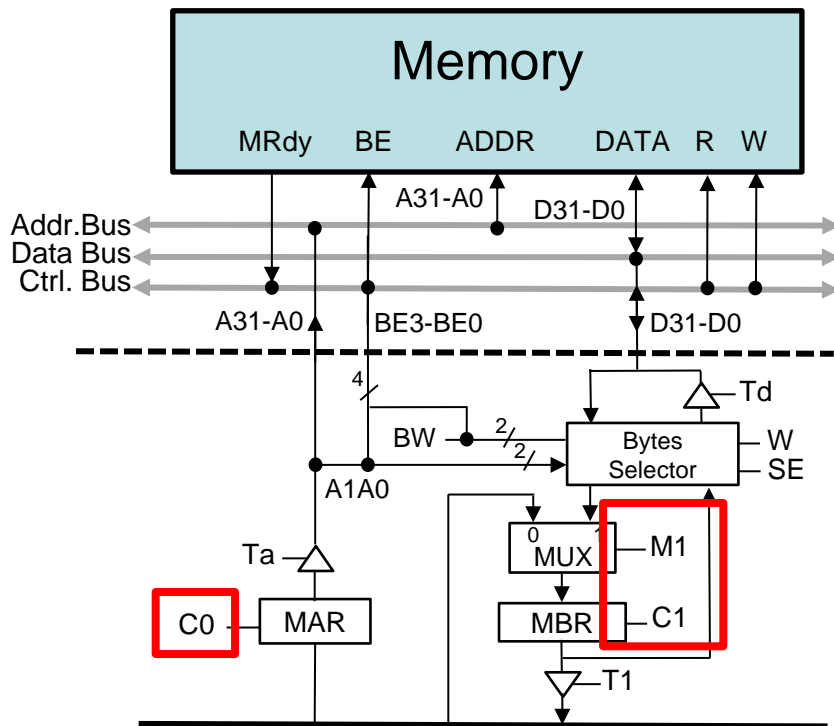 Memory
MRdy BE ADDR DATA R W
A31-A0 D31-D0
Addr.Bus
Data Bus
Ctrl. Bus
A31-A0 BE3-BE0 D31-D0
4
Td
BW 2
Bytes
Selector
W
2
SE
A1A0
0 1
MUX
M1
Ta
C0 MAR
MBR C1
T1